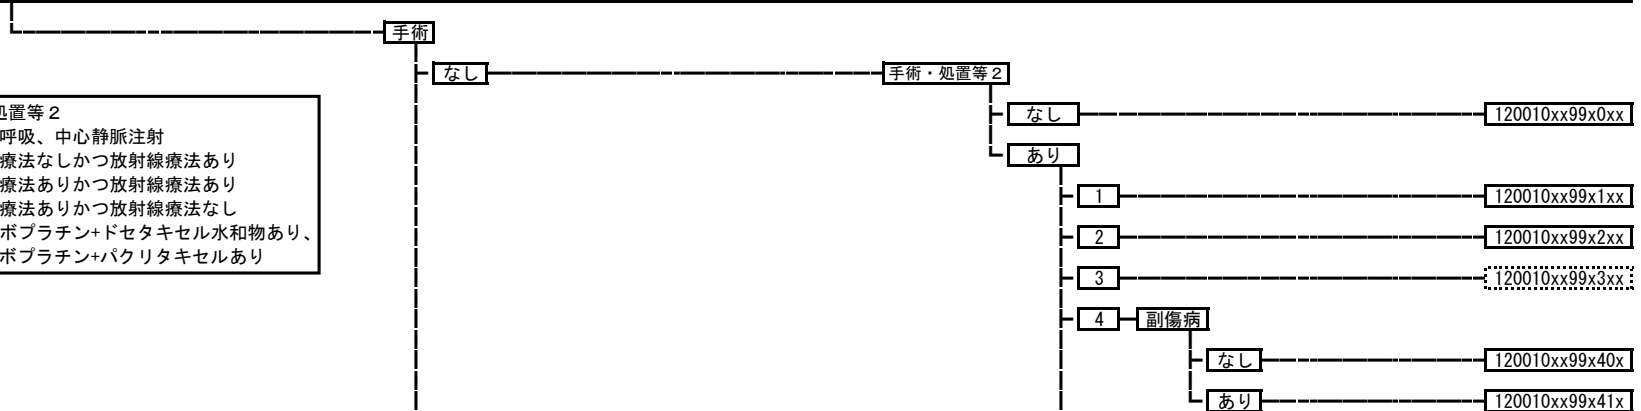 手術
なし
手術・処置等２
処置等２
呼吸、中心静脈注射
療法なしかつ放射線療法あり
療法ありかつ放射線療法あり
療法ありかつ放射線療法なし
ボプラチン+ドセタキセル水和物あり、
ボプラチン+パクリタキセルあり
なし
120010xx99x0xx
あり
1
120010xx99x1xx
2
120010xx99x2xx
3
120010xx99x3xx
4
副傷病
なし
120010xx99x40x
あり
120010xx99x41x